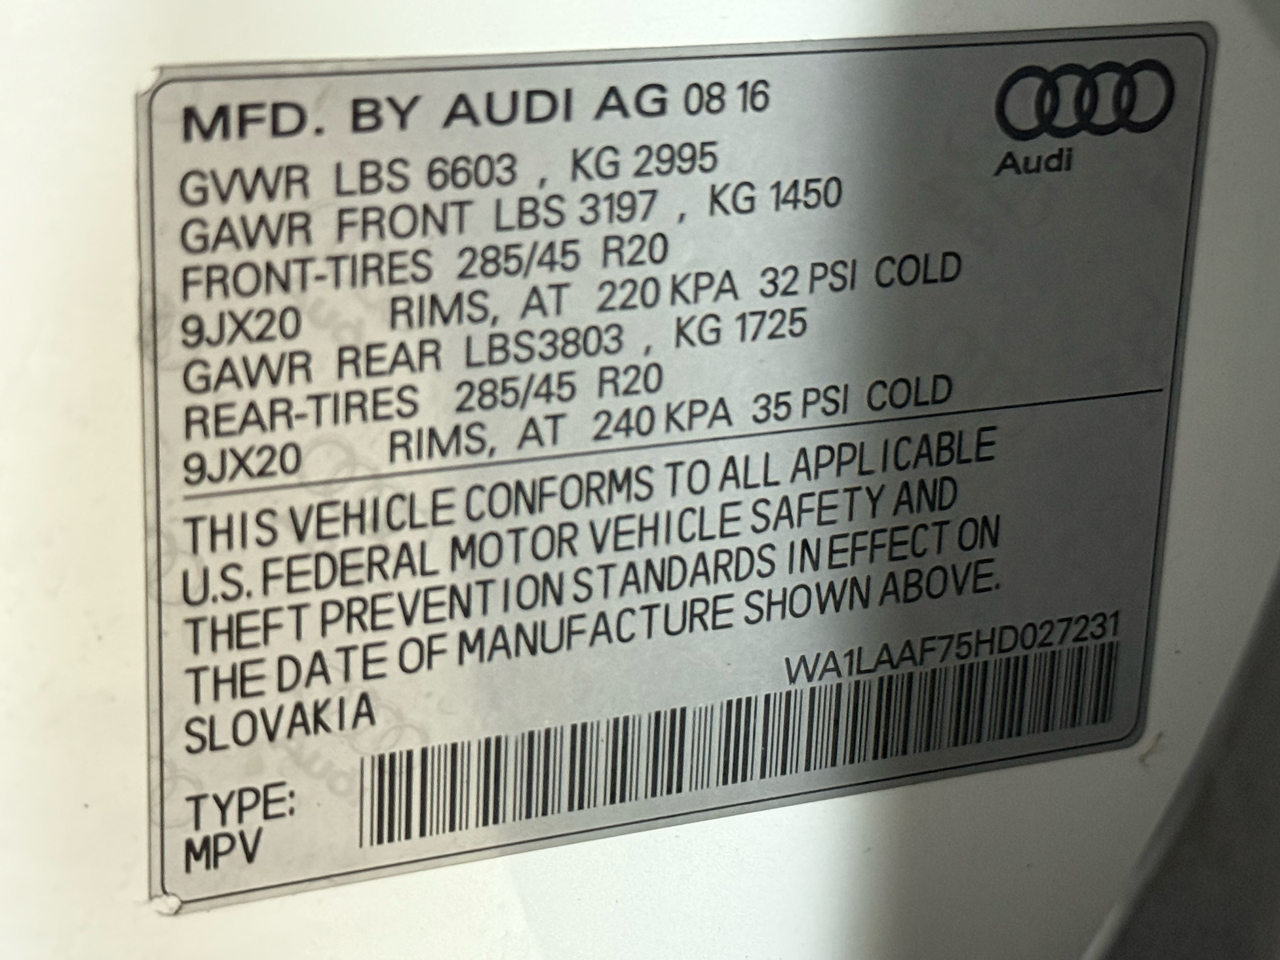 MFD. BY AUDI AG 08 16
Audi
GVWR LBS 6603 , KG 2995
GAWR FRONT LBS 3197 , KG 1450
FRONT-TIRES 285/45 R20
9JX20 RIMS, AT 220 KPA 32 PSI COLD
GAWR REAR LBS3803 , KG 1725
REAR-TIRES 285/45 R20
9JX20 RIMS, AT 240 KPA 35 PSI COLD
THIS VEHICLE CONFORMS TO ALL APPLICABLE
U.S. FEDERAL MOTOR VEHICLE SAFETY AND
THEFT PREVENTION STANDARDS IN EFFECT ON
THE DATE OF MANUFACTURE SHOWN ABOVE.
SLOVAKIA
WA1LAAF75HD027231
TYPE:
MPV